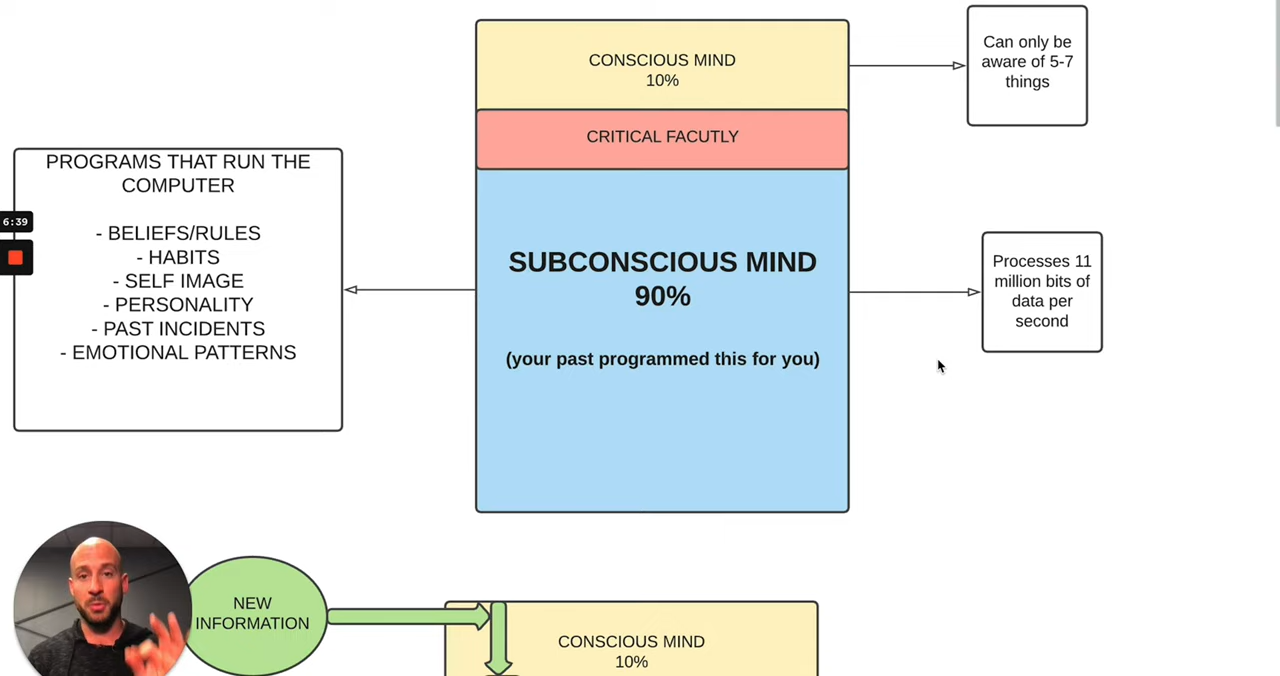 CONSCIOUS MIND
10%
Can only be
aware of 5-7
things
CRITICAL FACUTLY
PROGRAMS THAT RUN THE
COMPUTER
- BELIEFS/RULES
- HABITS
- SELF IMAGE
- PERSONALITY
- PAST INCIDENTS
- EMOTIONAL PATTERNS
6:39
SUBCONSCIOUS MIND
90%
(your past programmed this for you)
Processes 11
million bits of
data per
second
NEW
INFORMATION
CONSCIOUS MIND
10%